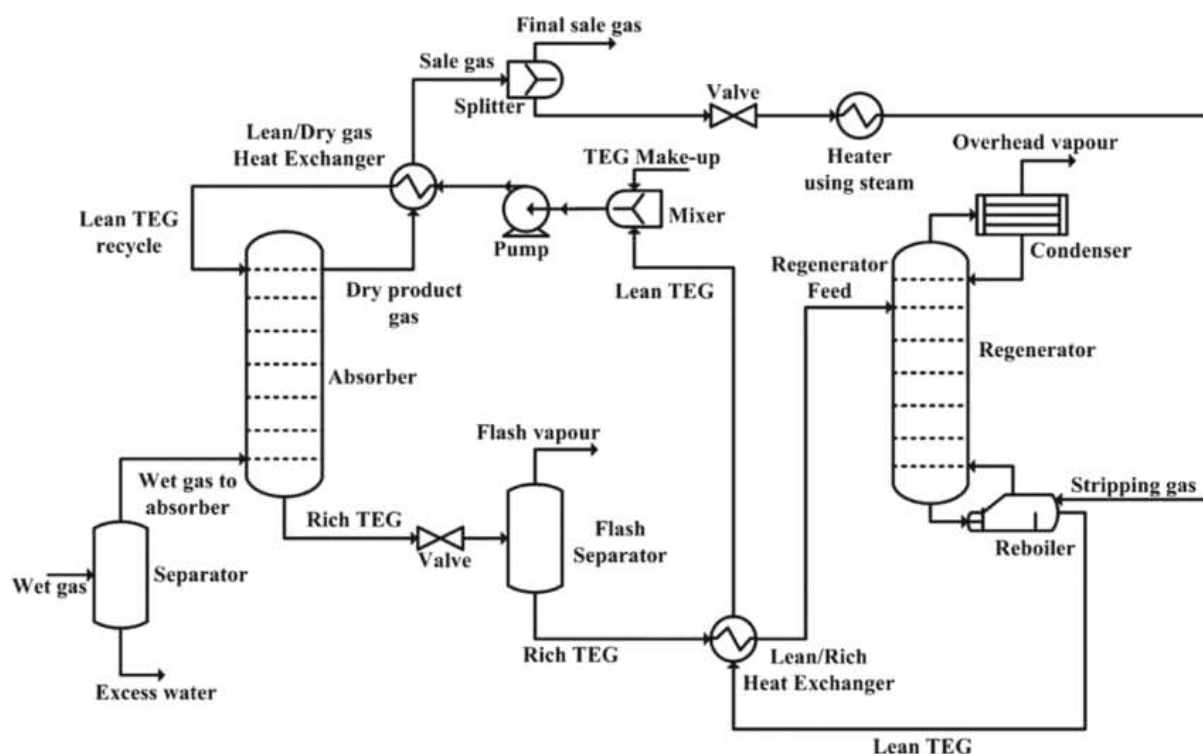 Final sale gas
Sale gas
Splitter
Valve
Lean/Dry gas
Heat Exchanger
TEG Make-up
Heater
using steam
Overhead vapour
Lean TEG
recycle
Pump
Mixer
Condenser
Dry product
gas
Lean TEG
Regenerator
Feed
Absorber
Regenerator
Flash vapour
Wet gas to
absorber
Rich TEG
Valve
Flash
Separator
Stripping gas
Reboiler
Wet gas
Separator
Rich TEG
Lean/Rich
Heat Exchanger
Excess water
Lean TEG